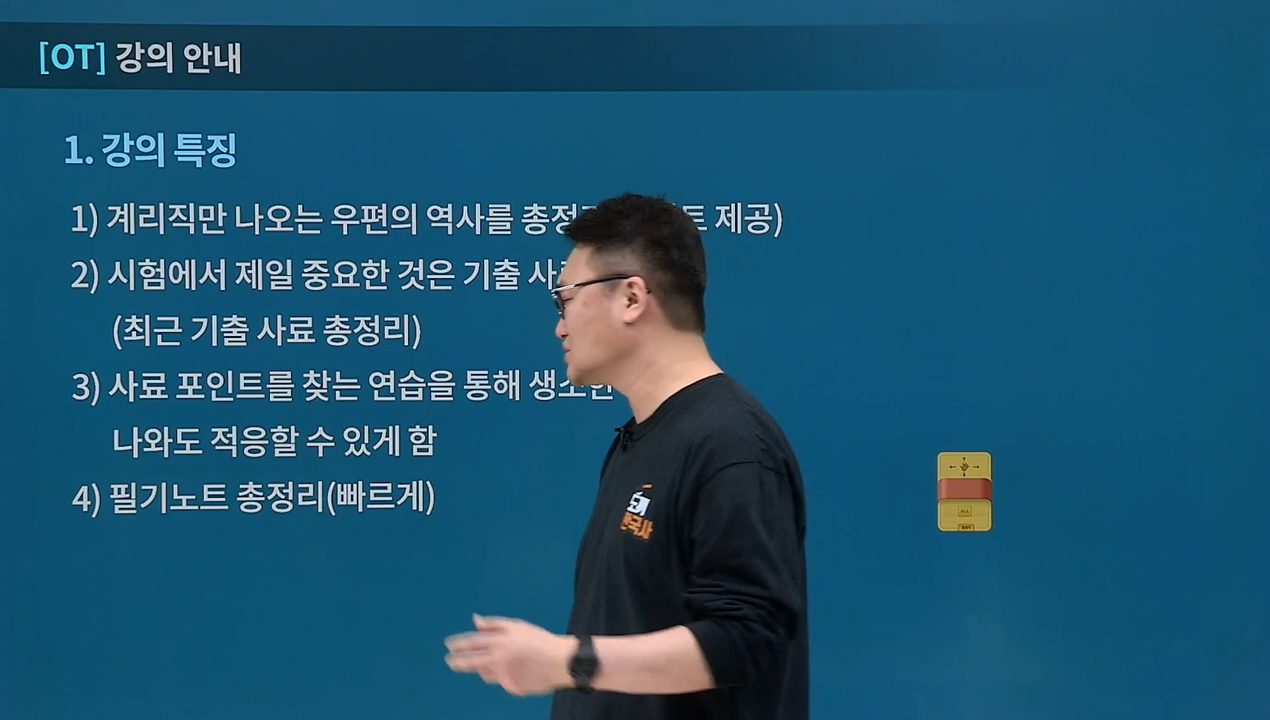 [OT] 강의 안내
1. 강의 특징
1) 계리직만 나오는 우편의 역사를 제공)
2) 시험에서 제일 중요한 것은 기출
(최근 기출 사료 총정리)
3) 사료 포인트를 찾는 연습을 통해
나와도 적응할 수 있게 함
4) 필기노트 총정리(빠르게)
한국사
ALL